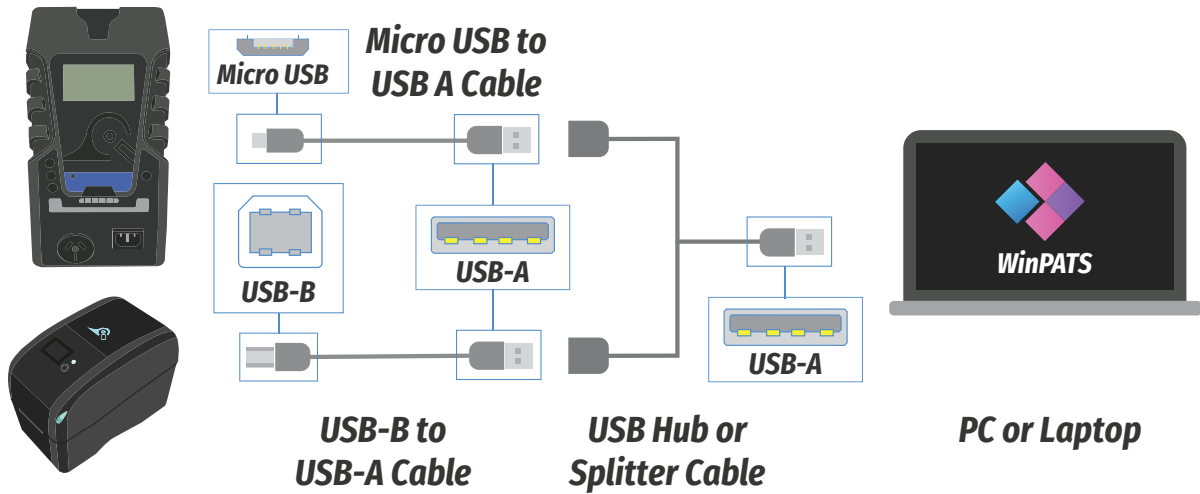 Micro USB
Micro USB to
USB A Cable
USB-B
USB-A
WinPATS
USB-A
USB-B to
USB-A Cable
USB Hub or
Splitter Cable
PC or Laptop